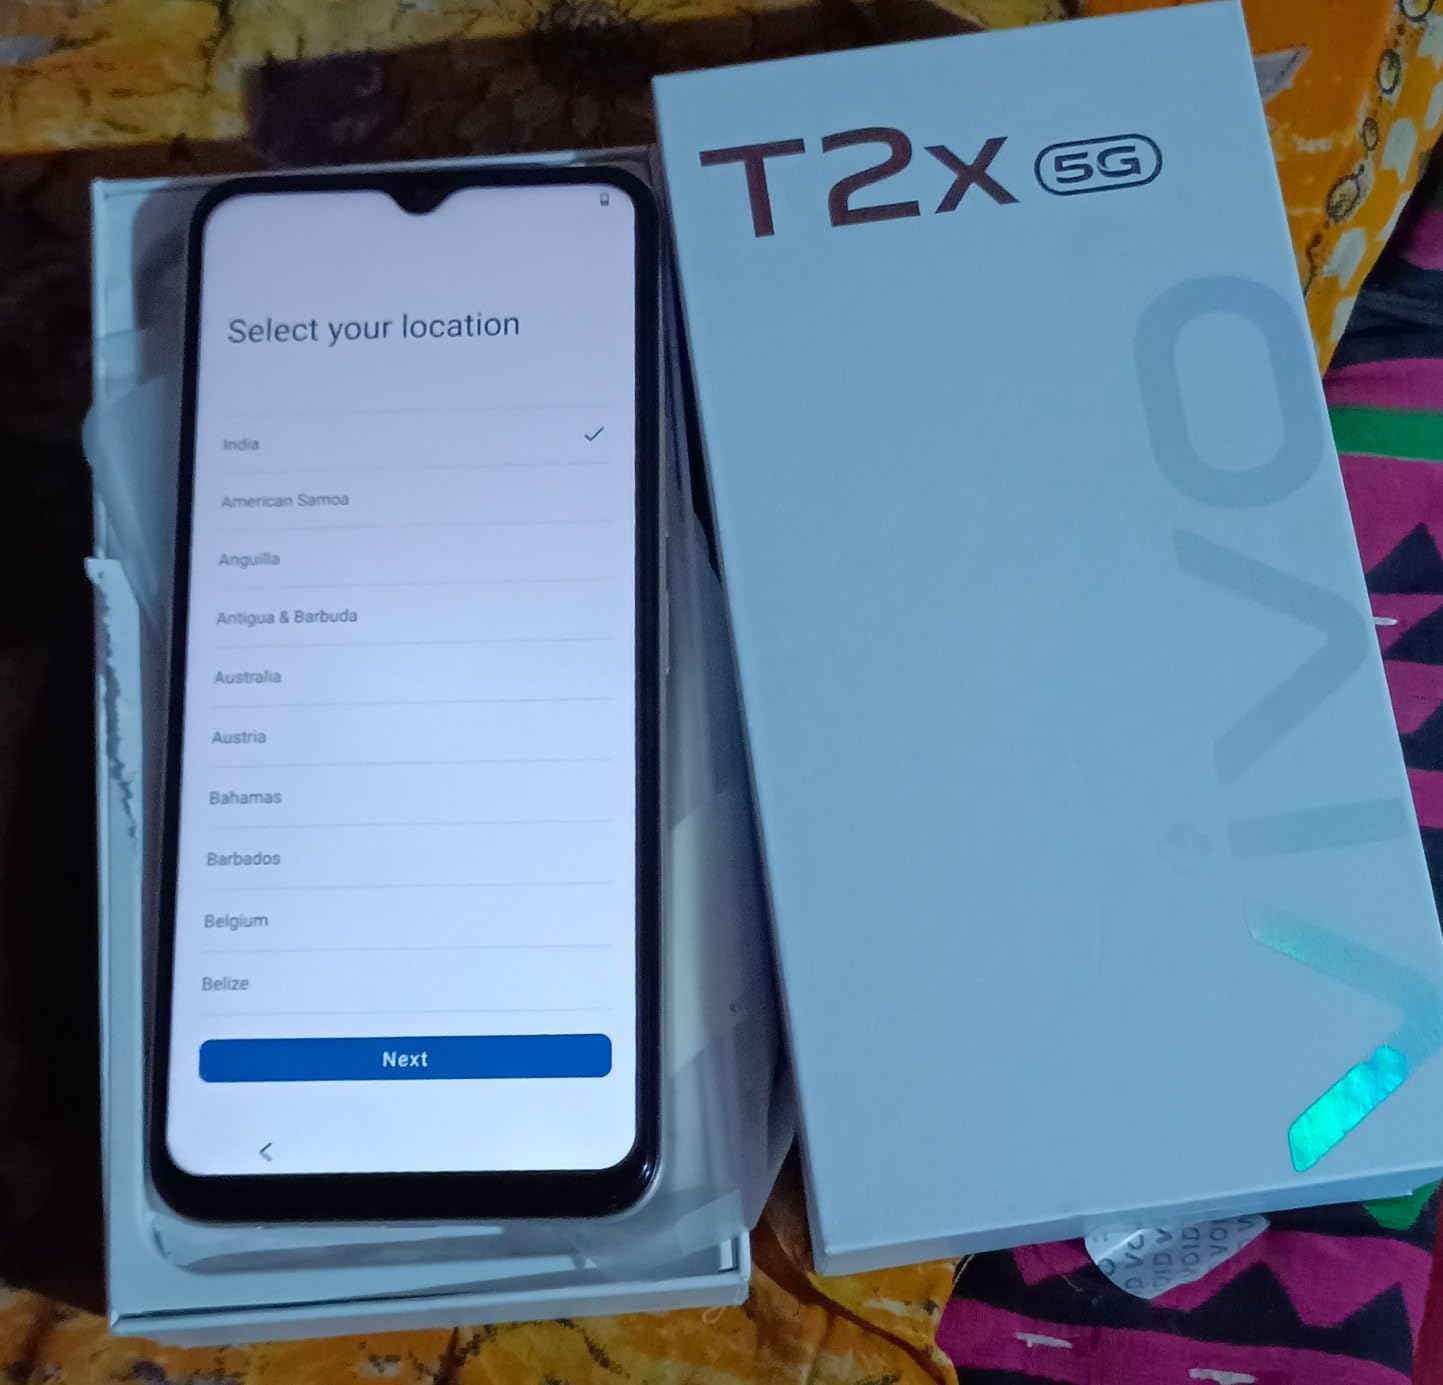 Select your location
India
American Samoa
Anguilla
Antigua & Barbuda
Australia
Austria
Bahamas
Barbados
Belgium
Belize
Next
T2x 5G
vivo
VOID